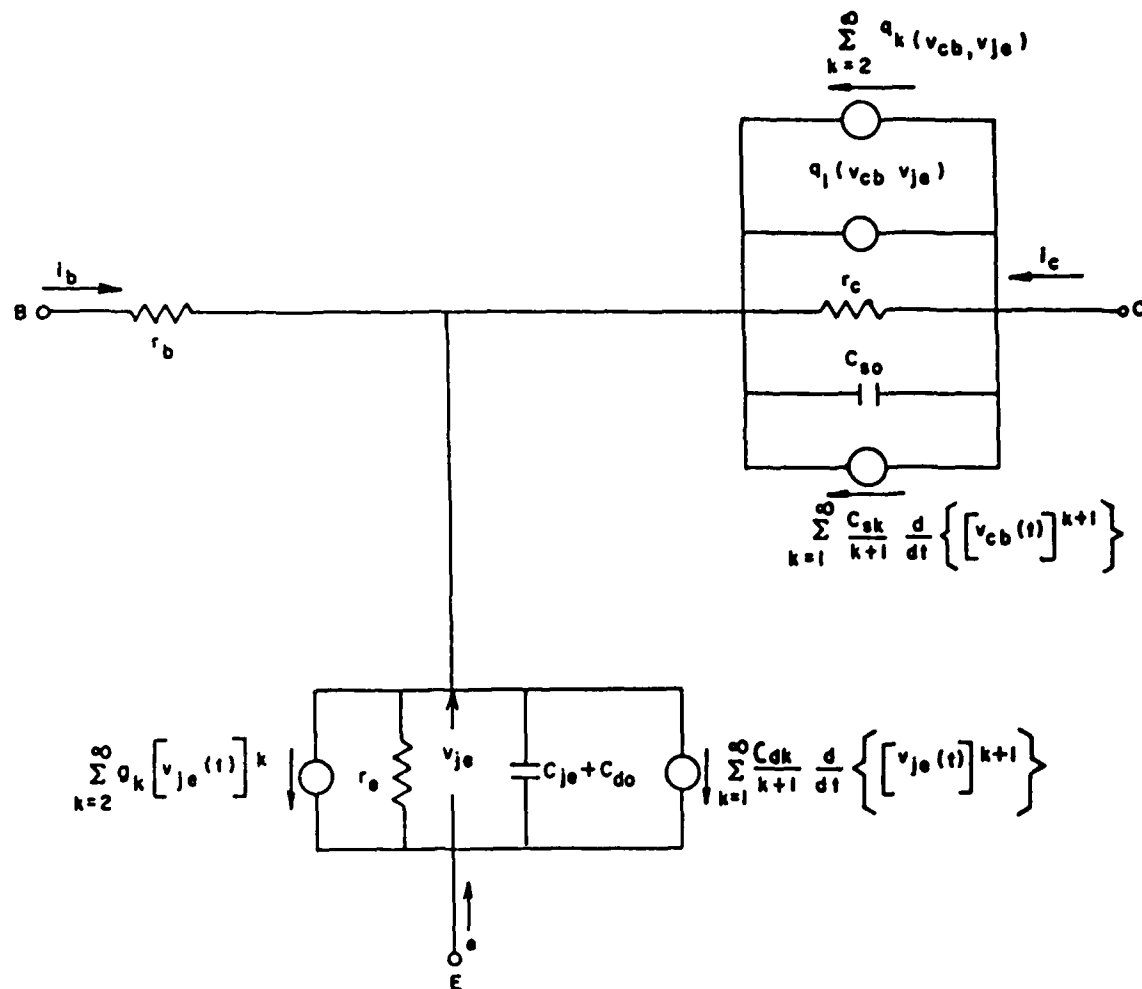 ∞
Σ q_k (v_cb, v_je)
k = 2
q_1 (v_cb v_je)
i_b
i_c
B
r_b
r_c
C
C_so
∞
Σ C_sk/k+1 d/dt { [v_cb (t)]^k+1 }
k=1
∞
Σ g_k [v_je (t)]^k
k=2
r_e
v_je
C_je + C_do
∞
Σ C_dk/k+1 d/dt { [v_je (t)]^k+1 }
k=1
e
E